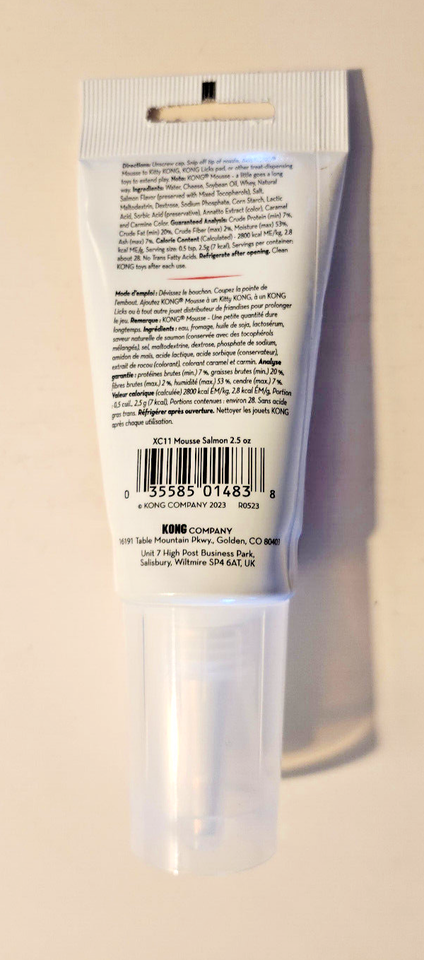 Directions: Unscrew cap. Snip off tip of nozzle.
Mousse to Kitty KONG, KONG Licks pad, or other treat-dispensing
toys to extend play. Note: KONG® Mousse - a little goes a long
way. Ingredients: Water, Cheese, Soybean Oil, Whey, Natural
Salmon Flavor (preserved with Mixed Tocopherols), Salt,
Maltodextrin, Dextrose, Sodium Phosphate, Corn Starch, Lactic
Acid, Sorbic Acid (preservative), Annatto Extract (color), Caramel
and Carmine Color. Guaranteed Analysis: Crude Protein (min) 7%,
Crude Fat (min) 20%, Crude Fiber (max) 2%, Moisture (max) 53%,
Ash (max) 7%. Calorie Content (Calculated) - 2800 kcal ME/kg, 2.8
kcal ME/g, Serving size: 0.5 tsp, 2.5g (7 kcal), Servings per container:
about 28. No Trans Fatty Acids. Refrigerate after opening. Clean
KONG toys after each use.
Mode d'emploi : Dévissez le bouchon. Coupez la pointe de
l'embout. Ajoutez KONG® Mousse à un Kitty KONG, à un KONG
Licks ou à tout autre jouet distributeur de friandises pour prolonger
le jeu. Remarque : KONG® Mousse - Une petite quantité dure
longtemps. Ingrédients : eau, fromage, huile de soja, lactosérum,
saveur naturelle de saumon (conservée avec des tocophérols
mélangés), sel, maltodextrine, dextrose, phosphate de sodium,
amidon de maïs, acide lactique, acide sorbique (conservateur),
extrait de rocou (colorant), colorant caramel et carmin. Analyse
garantie : protéines brutes (min.) 7 %, graisses brutes (min.) 20 %,
fibres brutes (max.) 2 %, humidité (max.) 53 %, cendre (max.) 7 %.
Valeur calorique (calculée) 2800 kcal ÉM/kg, 2,8 kcal ÉM/g, Portion
: 0,5 cuil., 2,5 g (7 kcal), Portions contenues : environ 28. Sans acide
gras trans. Réfrigérer après ouverture. Nettoyer les jouets KONG
après chaque utilisation.
XC11 Mousse Salmon 2.5 oz
0 35585 01483 8
© KONG COMPANY 2023 R0523
KONG COMPANY
16191 Table Mountain Pkwy., Golden, CO 80403
Unit 7 High Post Business Park,
Salisbury, Wiltmire SP4 6AT, UK